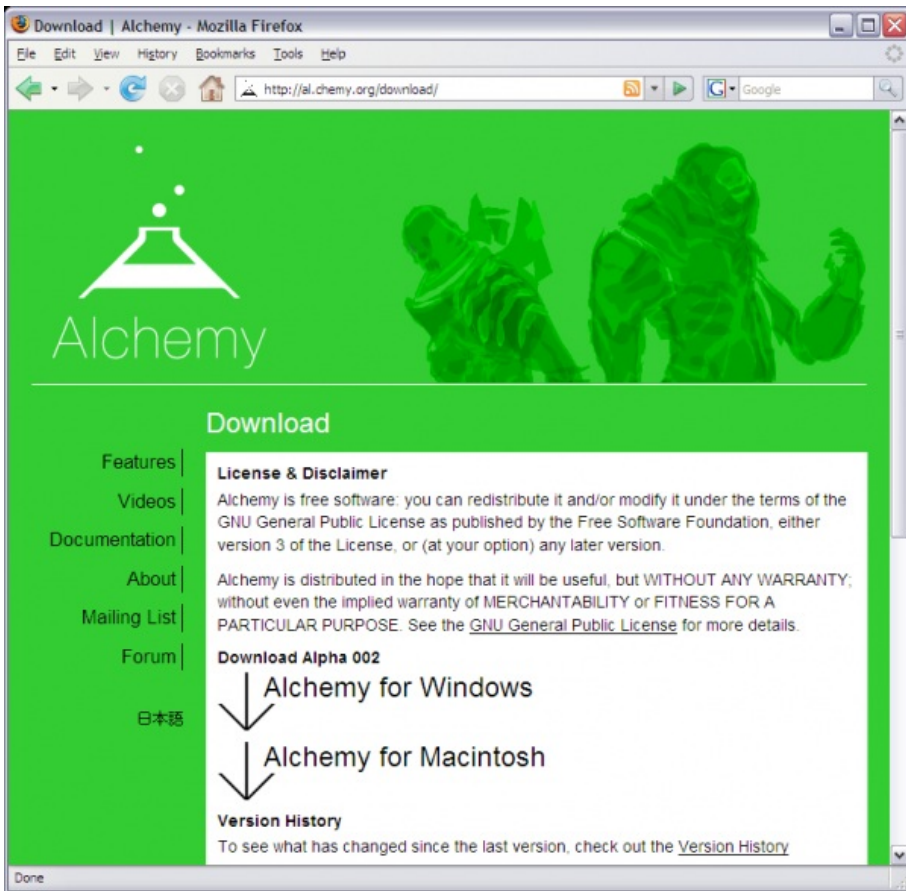 Download | Alchemy - Mozilla Firefox
File Edit View History Bookmarks Tools Help
http://al.chemy.org/download/
G Google
Alchemy
Download
Features
Videos
Documentation
About
Mailing List
Forum
日本語
License & Disclaimer
Alchemy is free software: you can redistribute it and/or modify it under the terms of the
GNU General Public License as published by the Free Software Foundation, either
version 3 of the License, or (at your option) any later version.
Alchemy is distributed in the hope that it will be useful, but WITHOUT ANY WARRANTY;
without even the implied warranty of MERCHANTABILITY or FITNESS FOR A
PARTICULAR PURPOSE. See the GNU General Public License for more details.
Download Alpha 002
Alchemy for Windows
Alchemy for Macintosh
Version History
To see what has changed since the last version, check out the Version History
Done